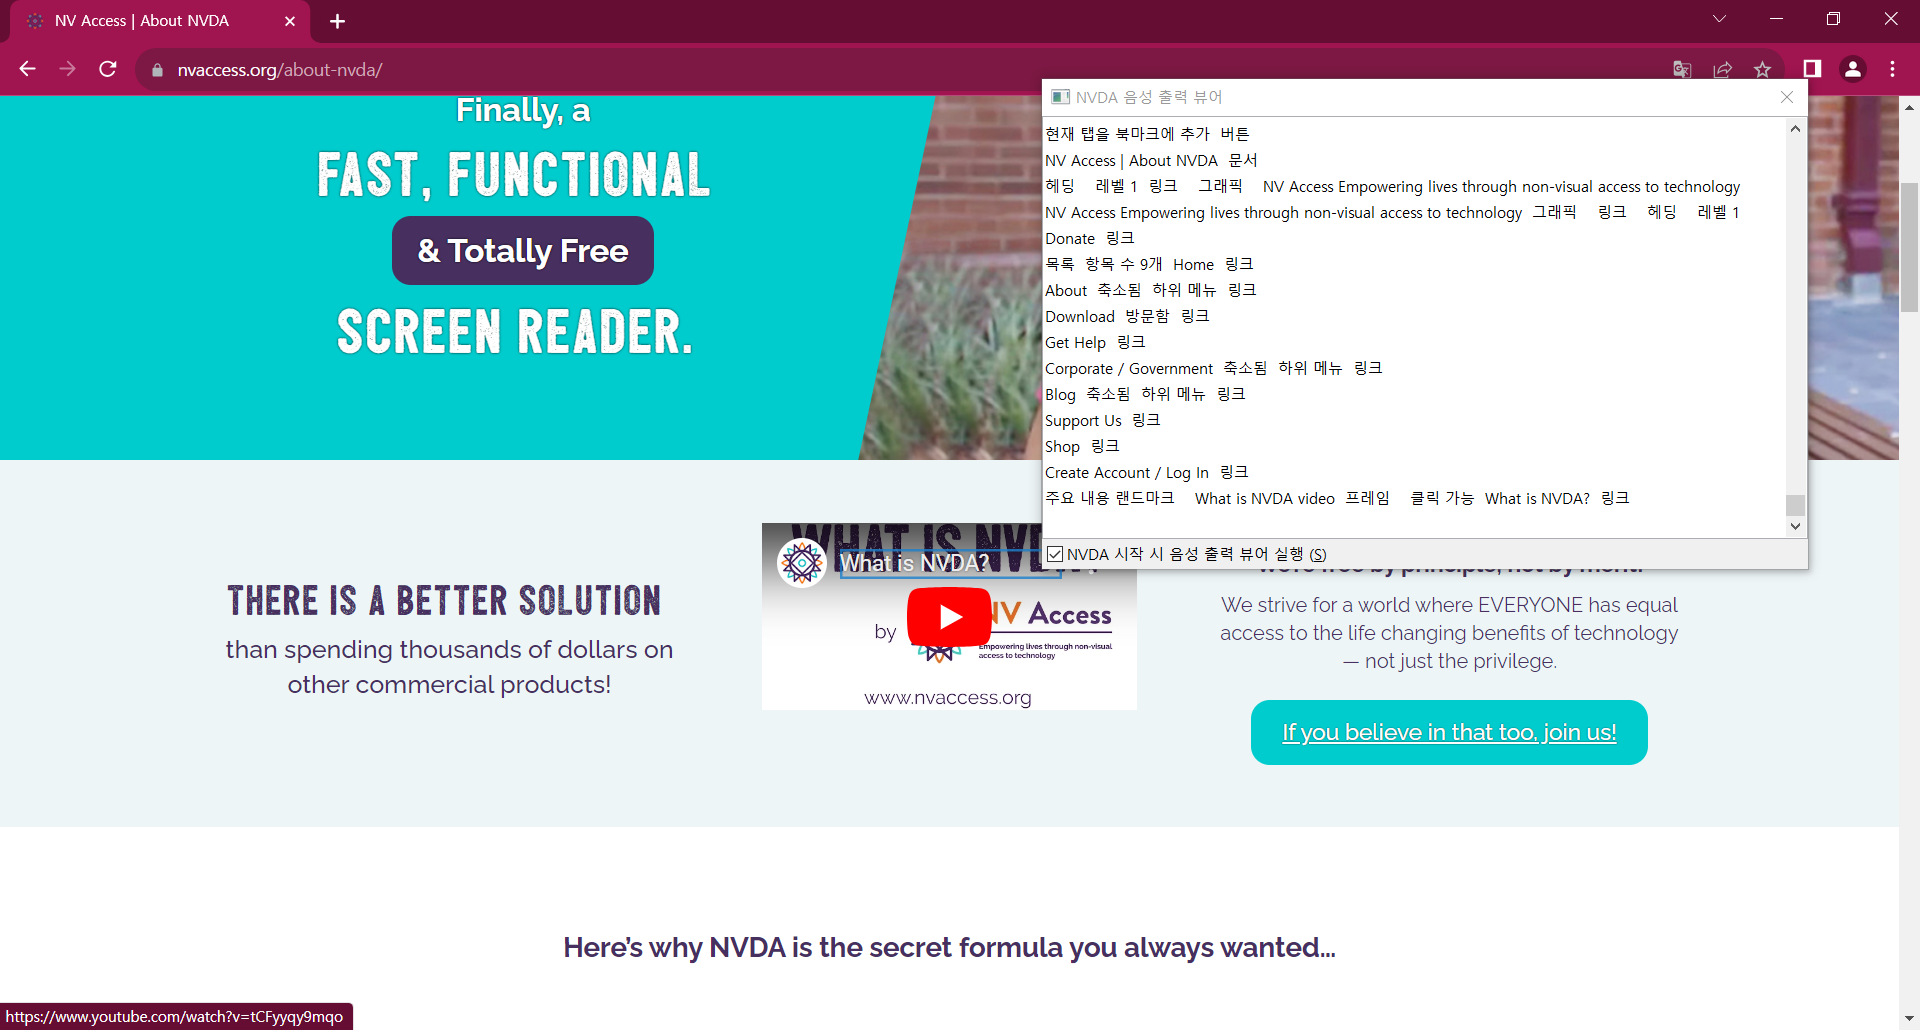 NV Access | About NVDA
nvaccess.org/about-nvda/
Finally, a
FAST, FUNCTIONAL
& Totally Free
SCREEN READER.
NVDA 음성 출력 뷰어
현재 탭을 북마크에 추가 버튼
NV Access | About NVDA 문서
헤딩 레벨 1 링크 그래픽 NV Access Empowering lives through non-visual access to technology
NV Access Empowering lives through non-visual access to technology 그래픽 링크 헤딩 레벨 1
Donate 링크
목록 항목 수 9개 Home 링크
About 축소됨 하위 메뉴 링크
Download 방문함 링크
Get Help 링크
Corporate / Government 축소됨 하위 메뉴 링크
Blog 축소됨 하위 메뉴 링크
Support Us 링크
Shop 링크
Create Account / Log In 링크
주요 내용 랜드마크 What is NVDA video 프레임 클릭 가능 What is NVDA? 링크
NVDA 시작 시 음성 출력 뷰어 실행 (S)
THERE IS A BETTER SOLUTION
than spending thousands of dollars on
other commercial products!
WHAT IS NVDA?
What is NVDA?
by NV Access
Empowering lives through non-visual
access to technology
www.nvaccess.org
We're free by principle, not by merit.
We strive for a world where EVERYONE has equal
access to the life changing benefits of technology
— not just the privilege.
If you believe in that too, join us!
Here's why NVDA is the secret formula you always wanted...
https://www.youtube.com/watch?v=tCFyyqy9mqo